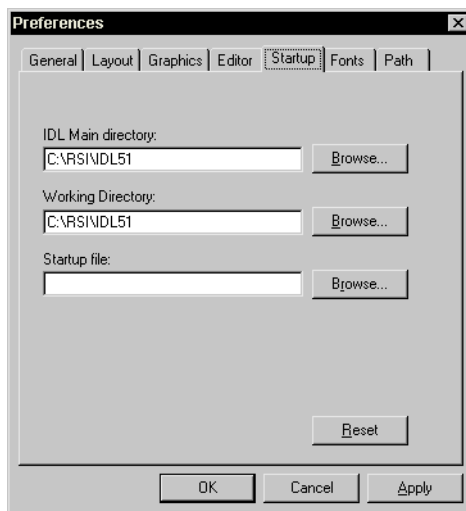 Preferences
General Layout Graphics Editor Startup Fonts Path
IDL Main directory:
C:\RSI\IDL51 Browse...
Working Directory:
C:\RSI\IDL51 Browse...
Startup file:
Browse...
Reset
OK Cancel Apply